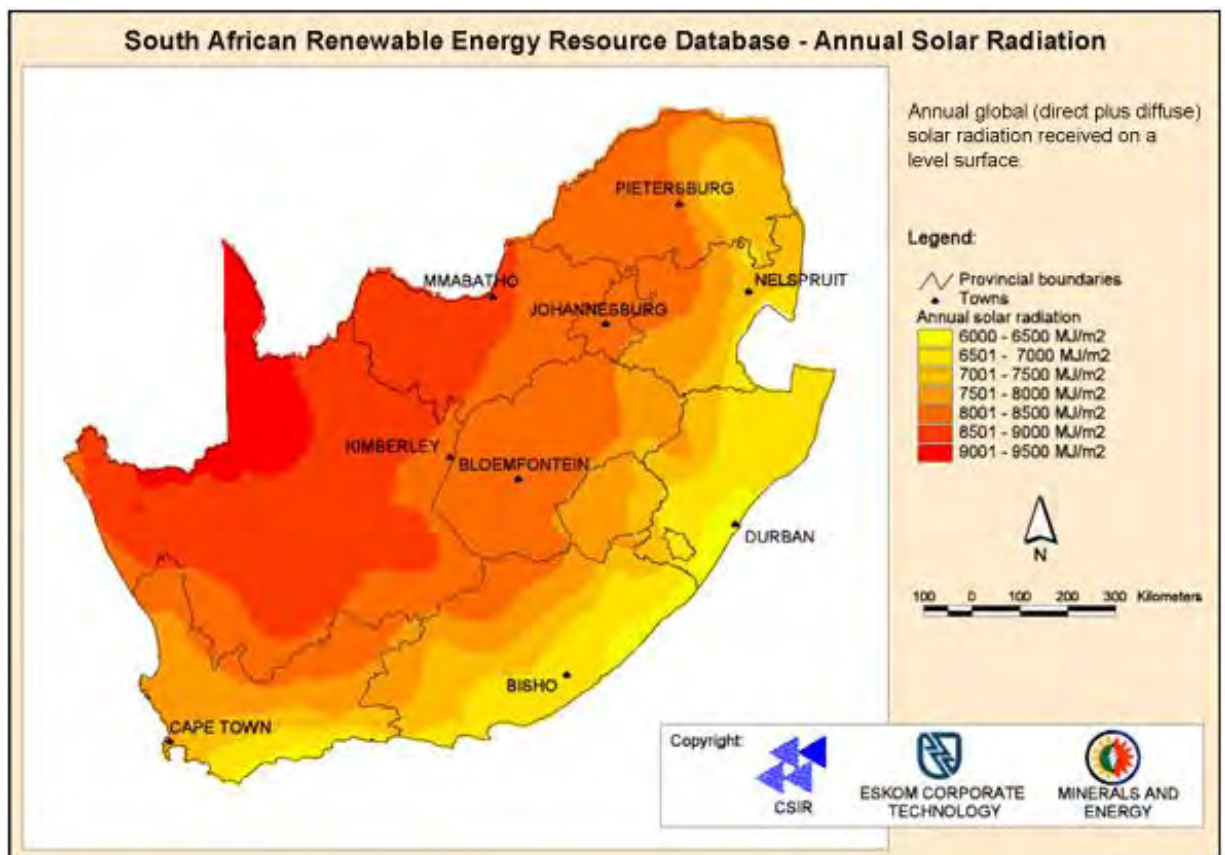 South African Renewable Energy Resource Database - Annual Solar Radiation
Annual global (direct plus diffuse)
solar radiation received on a
level surface.
PIETERSBURG
MMABATHO
NELSPRUIT
JOHANNESBURG
KIMBERLEY
BLOEMFONTEIN
DURBAN
BISHO
CAPE TOWN
Legend:
Provincial boundaries
Towns
Annual solar radiation
6000 - 6500 MJ/m2
6501 - 7000 MJ/m2
7001 - 7500 MJ/m2
7501 - 8000 MJ/m2
8001 - 8500 MJ/m2
8501 - 9000 MJ/m2
9001 - 9500 MJ/m2
N
100 0 100 200 300 Kilometers
Copyright:
CSIR
ESKOM CORPORATE
TECHNOLOGY
MINERALS AND
ENERGY